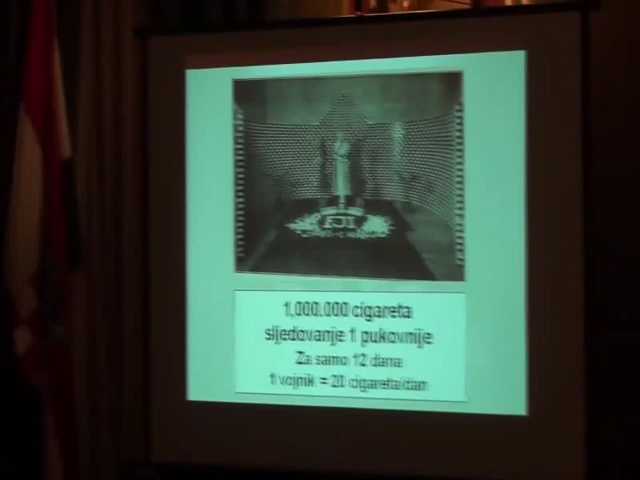 1,000.000 cigareta
sljedovanje 1 pukovnije
Za samo 12 dana
1 vojnik = 20 cigareta/dan